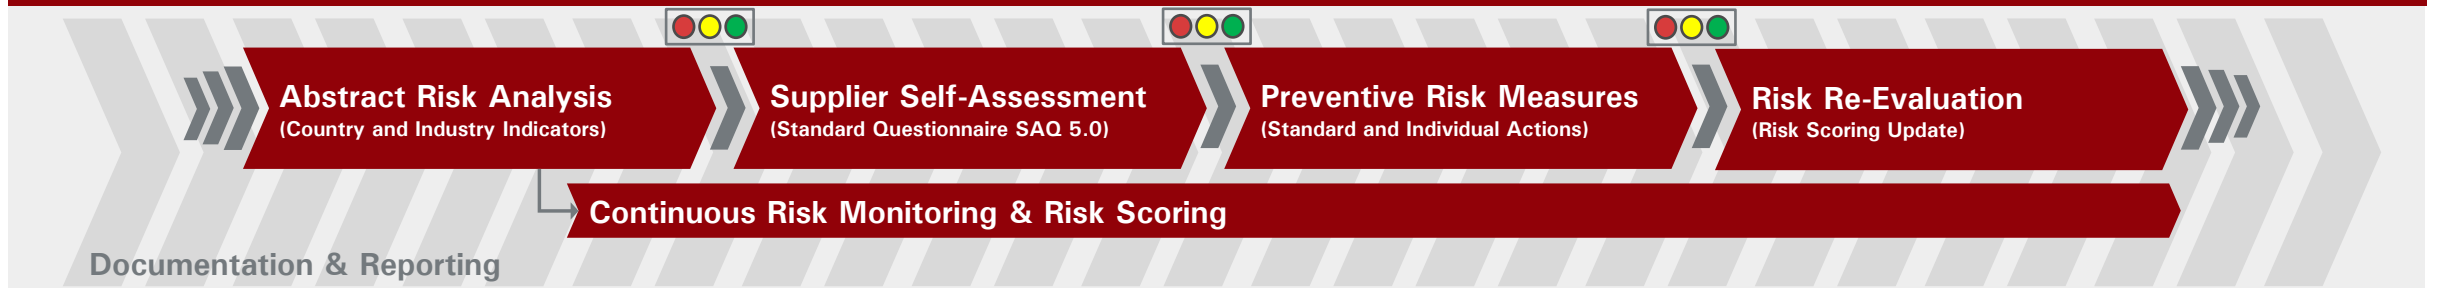 Abstract Risk Analysis
(Country and Industry Indicators)
Supplier Self-Assessment
(Standard Questionnaire SAQ 5.0)
Preventive Risk Measures
(Standard and Individual Actions)
Risk Re-Evaluation
(Risk Scoring Update)
Continuous Risk Monitoring & Risk Scoring
Documentation & Reporting